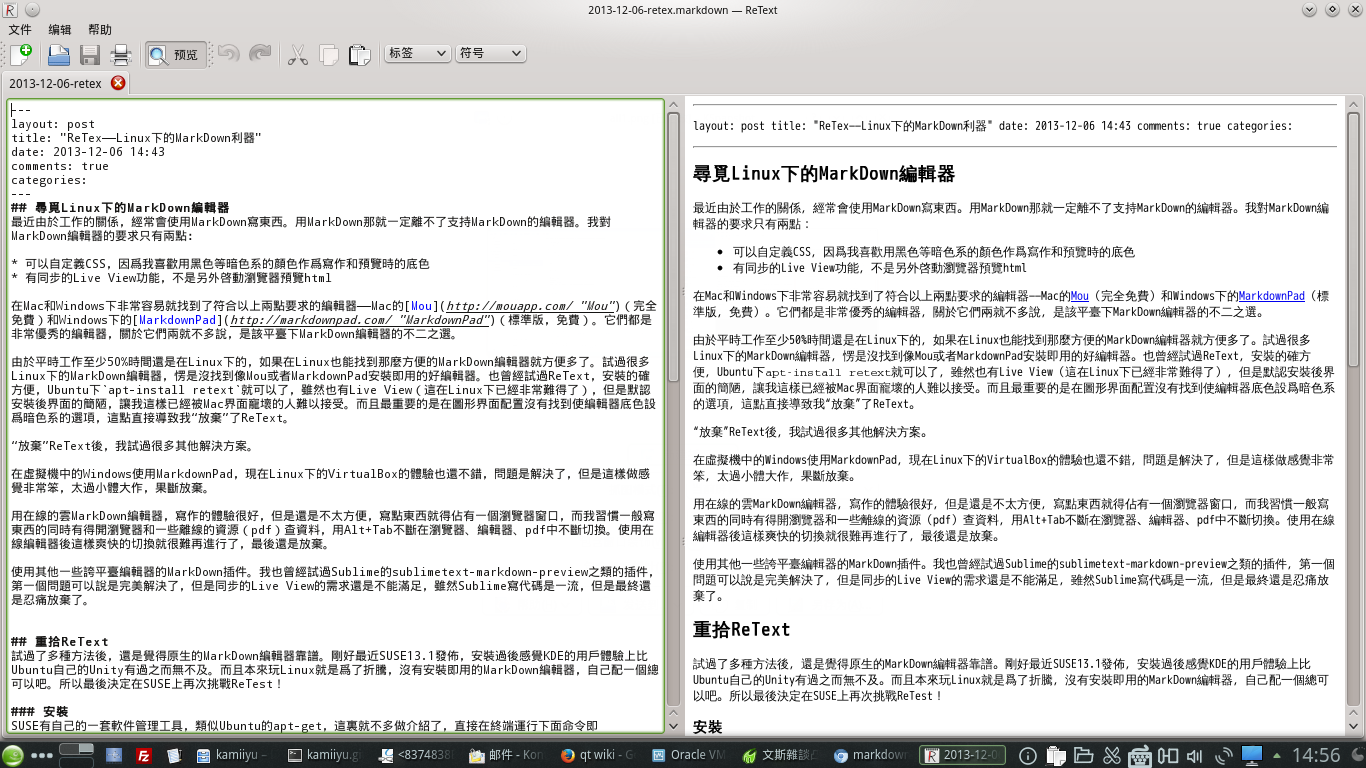 2013-12-06-retex.markdown — ReText
文件 编辑 帮助
预览 标签 符号
2013-12-06-retex
---
layout: post
title: "ReTex——Linux下的MarkDown利器"
date: 2013-12-06 14:43
comments: true
categories:
---
## 尋覓Linux下的MarkDown編輯器
最近由於工作的關係，經常會使用MarkDown寫東西。用MarkDown那就一定離不了支持MarkDown的編輯器。我對
MarkDown編輯器的要求只有兩點:
* 可以自定義CSS，因爲我喜歡用黑色等暗色系的顏色作爲寫作和預覽時的底色
* 有同步的Live View功能，不是另外啓動瀏覽器預覽html
在Mac和Windows下非常容易就找到了符合以上兩點要求的編輯器——Mac的[Mou](http://mouapp.com/ "Mou")（完全
免費）和Windows下的[MarkdownPad](http://markdownpad.com/ "MarkdownPad")（標準版，免費）。它們都是
非常優秀的編輯器，關於它們兩就不多說，是該平臺下MarkDown編輯器的不二之選。
由於平時工作至少50%時間還是在Linux下的，如果在Linux也能找到那麼方便的MarkDown編輯器就方便多了。試過很多
Linux下的MarkDown編輯器，愣是沒找到像Mou或者MarkdownPad安裝即用的好編輯器。也曾經試過ReText，安裝的確
方便，Ubuntu下`apt-install retext`就可以了，雖然也有Live View（這在Linux下已經非常難得了），但是默認
安裝後界面的簡陋，讓我這樣已經被Mac界面寵壞的人難以接受。而且最重要的是在圖形界面配置沒有找到使編輯器底色設
爲暗色系的選項，這點直接導致我“放棄”了ReText。
“放棄”ReText後，我試過很多其他解決方案。
在虛擬機中的Windows使用MarkdownPad，現在Linux下的VirtualBox的體驗也還不錯，問題是解決了，但是這樣做感
覺非常笨，太過小體大作，果斷放棄。
用在線的雲MarkDown編輯器，寫作的體驗很好，但是還是不太方便，寫點東西就得佔有一個瀏覽器窗口，而我習慣一般寫
東西的同時有得開瀏覽器和一些離線的資源（pdf）查資料，用Alt+Tab不斷在瀏覽器、編輯器、pdf中不斷切換。使用在
線編輯器後這樣爽快的切換就很難再進行了，最後還是放棄。
使用其他一些誇平臺編輯器的MarkDown插件。我也曾經試過Sublime的sublimetext-markdown-preview之類的插件，
第一個問題可以說是完美解決了，但是同步的Live View的需求還是不能滿足，雖然Sublime寫代碼是一流，但是最終還
是忍痛放棄了。
## 重拾ReText
試過了多種方法後，還是覺得原生的MarkDown編輯器靠譜。剛好最近SUSE13.1發佈，安裝過後感覺KDE的用戶體驗上比
Ubuntu自己的Unity有過之而無不及。而且本來玩Linux就是爲了折騰，沒有安裝即用的MarkDown編輯器，自己配一個總
可以吧。所以最後決定在SUSE上再次挑戰ReTest！
### 安裝
SUSE有自己的一套軟件管理工具，類似Ubuntu的apt-get，這裏就不多做介紹了，直接在終端運行下面命令即
layout: post title: "ReTex——Linux下的MarkDown利器" date: 2013-12-06 14:43 comments: true categories:
尋覓Linux下的MarkDown編輯器
最近由於工作的關係，經常會使用MarkDown寫東西。用MarkDown那就一定離不了支持MarkDown的編輯器。我對MarkDown編
輯器的要求只有兩點：
• 可以自定義CSS，因爲我喜歡用黑色等暗色系的顏色作爲寫作和預覽時的底色
• 有同步的Live View功能，不是另外啓動瀏覽器預覽html
在Mac和Windows下非常容易就找到了符合以上兩點要求的編輯器——Mac的Mou（完全免費）和Windows下的MarkdownPad（標
準版，免費）。它們都是非常優秀的編輯器，關於它們兩就不多說，是該平臺下MarkDown編輯器的不二之選。
由於平時工作至少50%時間還是在Linux下的，如果在Linux也能找到那麼方便的MarkDown編輯器就方便多了。試過很多
Linux下的MarkDown編輯器，愣是沒找到像Mou或者MarkdownPad安裝即用的好編輯器。也曾經試過ReText，安裝的確方
便，Ubuntu下apt-install retext就可以了，雖然也有Live View（這在Linux下已經非常難得了），但是默認安裝後界
面的簡陋，讓我這樣已經被Mac界面寵壞的人難以接受。而且最重要的是在圖形界面配置沒有找到使編輯器底色設爲暗色系
的選項，這點直接導致我“放棄”了ReText。
“放棄”ReText後，我試過很多其他解決方案。
在虛擬機中的Windows使用MarkdownPad，現在Linux下的VirtualBox的體驗也還不錯，問題是解決了，但是這樣做感覺非常
笨，太過小體大作，果斷放棄。
用在線的雲MarkDown編輯器，寫作的體驗很好，但是還是不太方便，寫點東西就得佔有一個瀏覽器窗口，而我習慣一般寫
東西的同時有得開瀏覽器和一些離線的資源（pdf）查資料，用Alt+Tab不斷在瀏覽器、編輯器、pdf中不斷切換。使用在線
編輯器後這樣爽快的切換就很難再進行了，最後還是放棄。
使用其他一些誇平臺編輯器的MarkDown插件。我也曾經試過Sublime的sublimetext-markdown-preview之類的插件，第一個
問題可以說是完美解決了，但是同步的Live View的需求還是不能滿足，雖然Sublime寫代碼是一流，但是最終還是忍痛放
棄了。
重拾ReText
試過了多種方法後，還是覺得原生的MarkDown編輯器靠譜。剛好最近SUSE13.1發佈，安裝過後感覺KDE的用戶體驗上比
Ubuntu自己的Unity有過之而無不及。而且本來玩Linux就是爲了折騰，沒有安裝即用的MarkDown編輯器，自己配一個總可
以吧。所以最後決定在SUSE上再次挑戰ReTest！
安裝
kamiiyu – kamiiyu.g <8374838 邮件 - Kon qt wiki - G Oracle VM 文斯雜談 markdown 2013-12-0 14:56